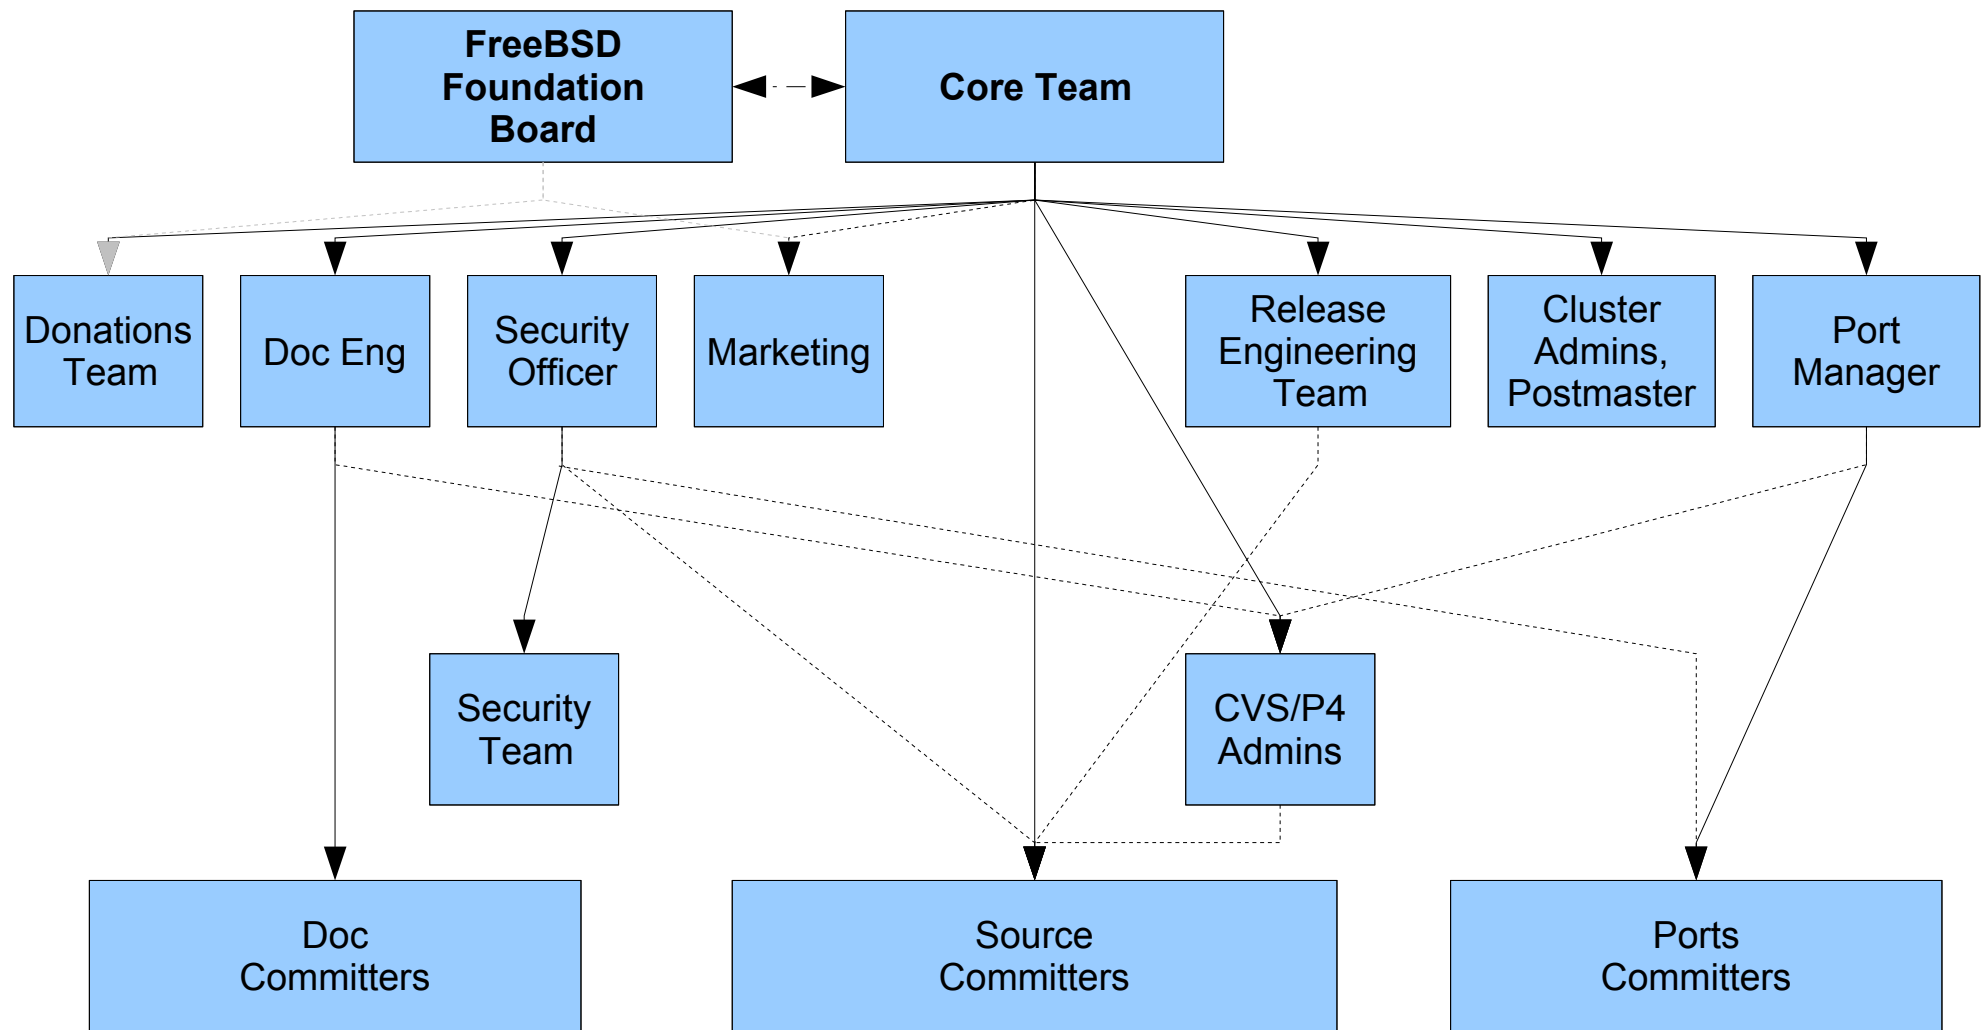 FreeBSD
Foundation
Board
Core Team
Donations
Team
Doc Eng
Security
Officer
Marketing
Release
Engineering
Team
Cluster
Admins,
Postmaster
Port
Manager
Security
Team
CVS/P4
Admins
Doc
Committers
Source
Committers
Ports
Committers